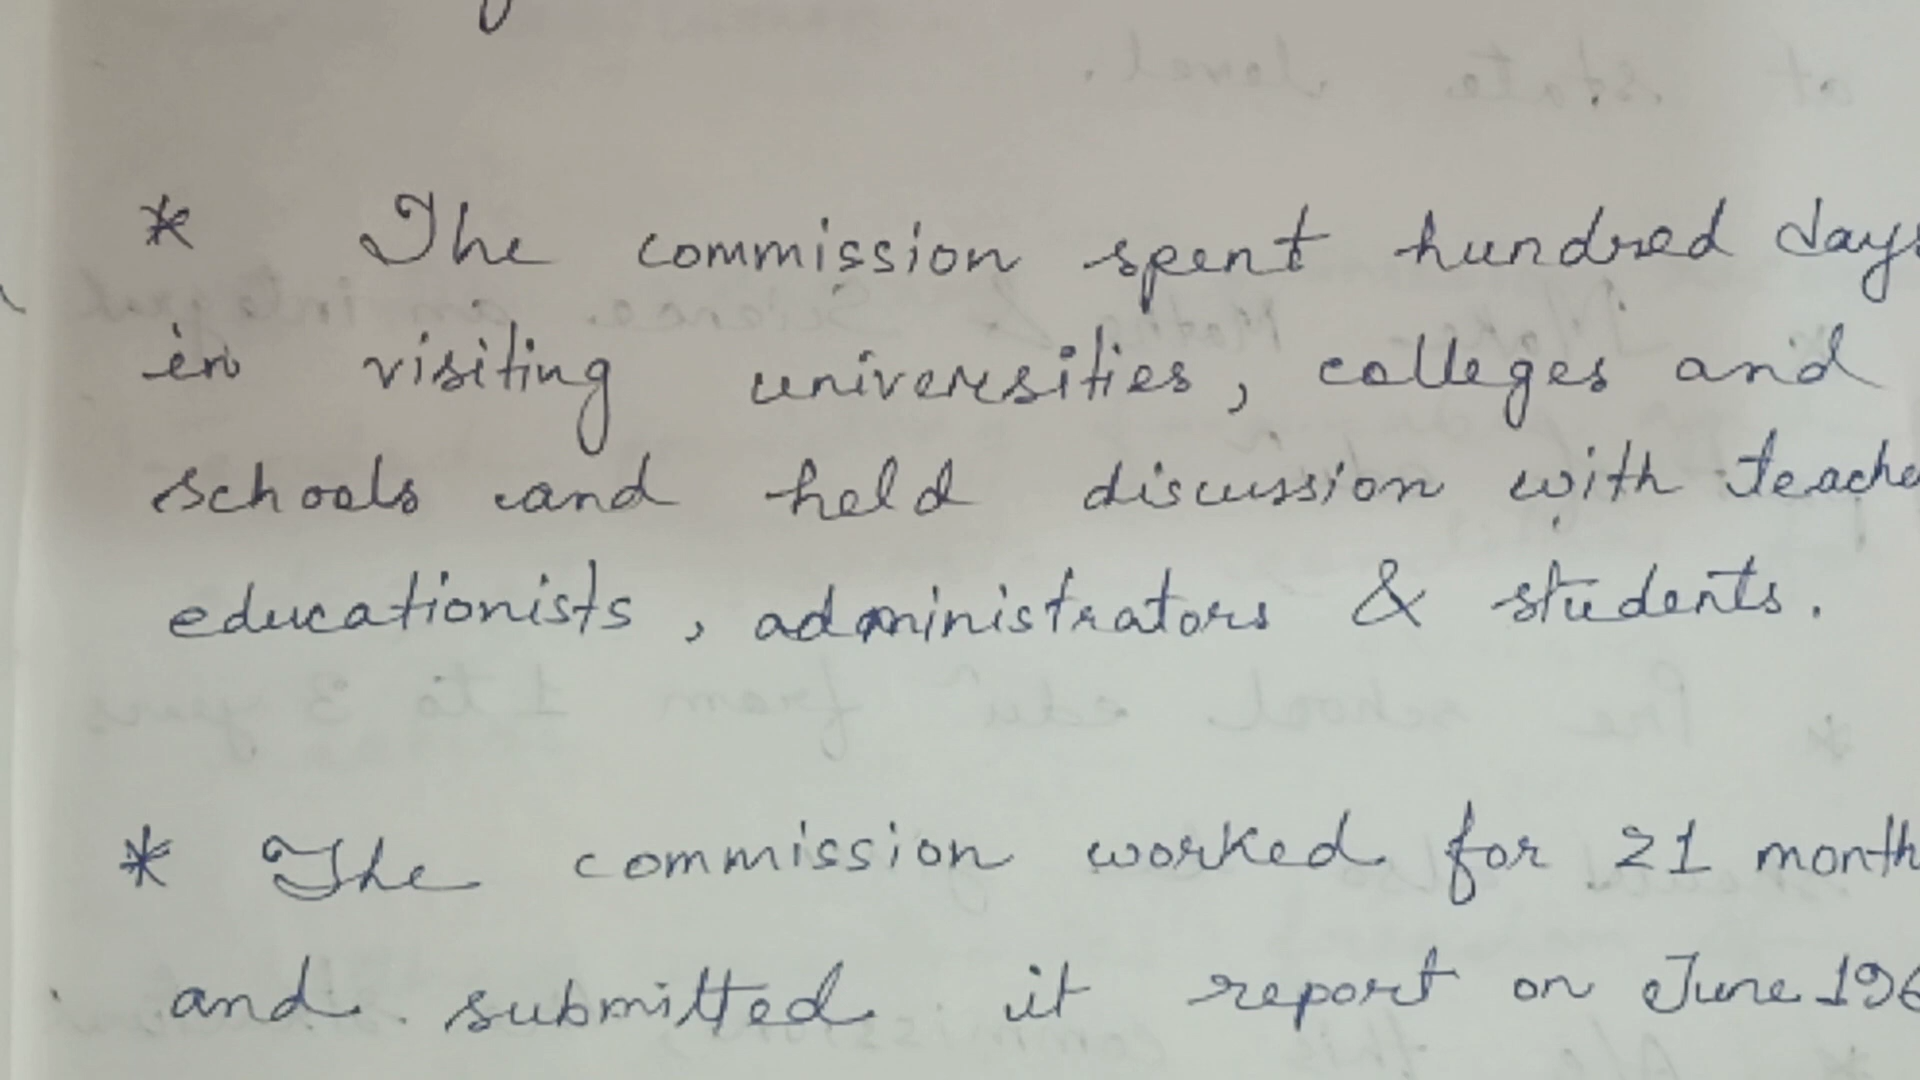 * The commission spent hundred days
in visiting universities, colleges and
schools and held discussion with teache
educationists, administrators & students.
* The commission worked for 21 month
and submitted it report on June 196